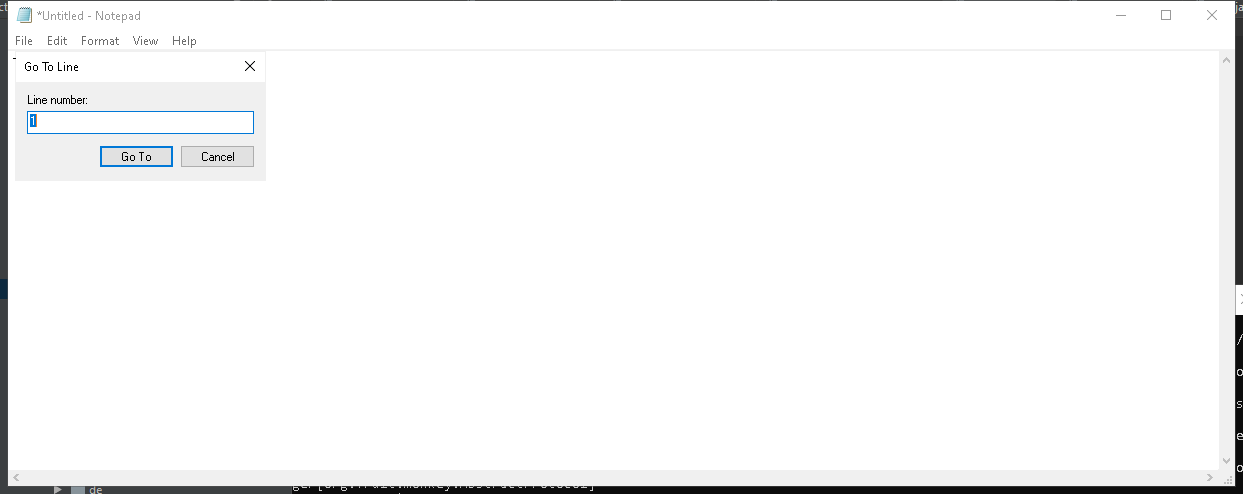 *Untitled - Notepad
File Edit Format View Help
Go To Line
Line number:
1
Go To Cancel
de